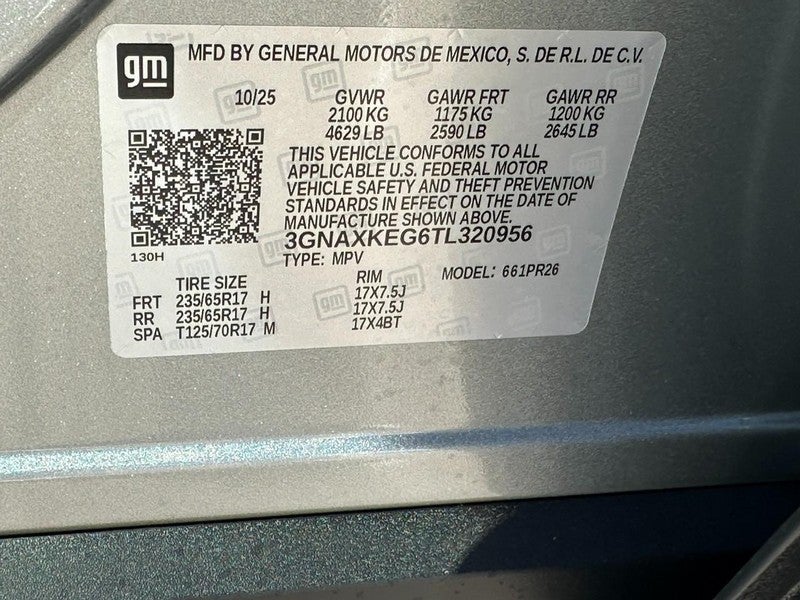 gm MFD BY GENERAL MOTORS DE MEXICO, S. DE R.L. DE C.V.
10/25 GVWR GAWR FRT GAWR RR
2100 KG 1175 KG 1200 KG
4629 LB 2590 LB 2645 LB
THIS VEHICLE CONFORMS TO ALL
APPLICABLE U.S. FEDERAL MOTOR
VEHICLE SAFETY AND THEFT PREVENTION
STANDARDS IN EFFECT ON THE DATE OF
MANUFACTURE SHOWN ABOVE.
3GNAXKEG6TL320956
130H
TYPE: MPV MODEL: 661PR26
TIRE SIZE RIM
FRT 235/65R17 H 17X7.5J
RR 235/65R17 H 17X7.5J
SPA T125/70R17 M 17X4BT